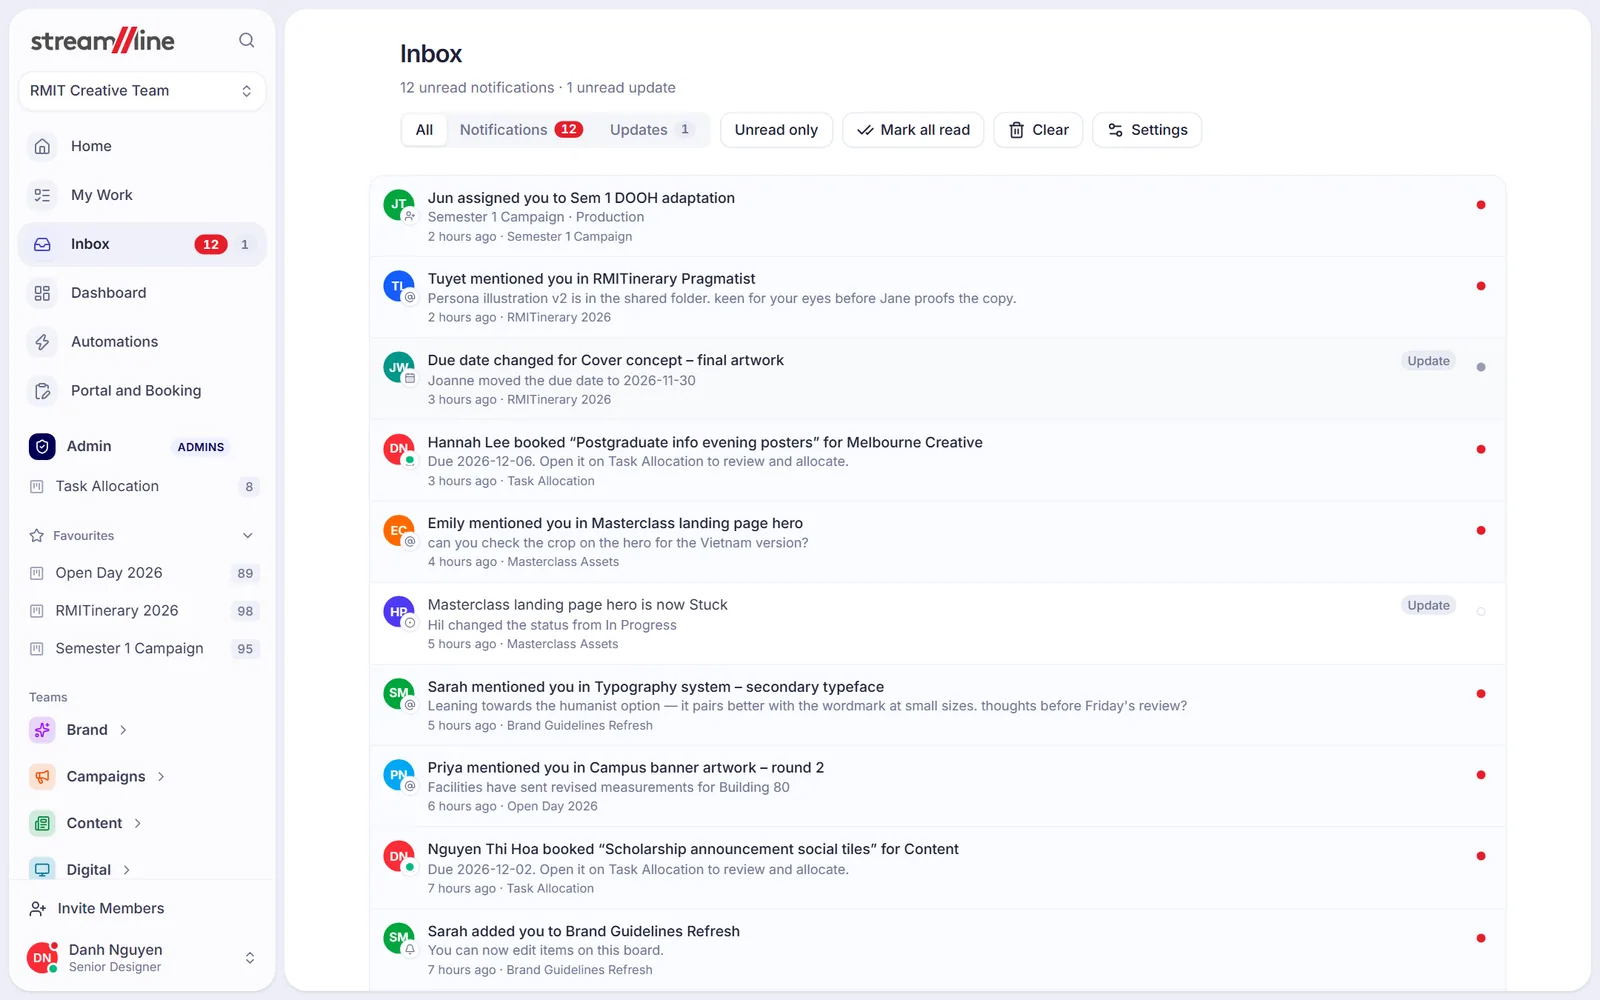 stream//line
RMIT Creative Team
Home
My Work
Inbox 12 1
Dashboard
Automations
Portal and Booking
Admin ADMINS
Task Allocation 8
Favourites
Open Day 2026 89
RMITinerary 2026 98
Semester 1 Campaign 95
Teams
Brand
Campaigns
Content
Digital
Invite Members
DN Danh Nguyen
Senior Designer
Inbox
12 unread notifications · 1 unread update
All Notifications 12 Updates 1 Unread only Mark all read Clear Settings
JT Jun assigned you to Sem 1 DOOH adaptation
Semester 1 Campaign · Production
2 hours ago · Semester 1 Campaign
Tuyet mentioned you in RMITinerary Pragmatist
Persona illustration v2 is in the shared folder. keen for your eyes before Jane proofs the copy.
2 hours ago · RMITinerary 2026
JW Due date changed for Cover concept – final artwork Update
Joanne moved the due date to 2026-11-30
3 hours ago · RMITinerary 2026
DN Hannah Lee booked “Postgraduate info evening posters” for Melbourne Creative
Due 2026-12-06. Open it on Task Allocation to review and allocate.
3 hours ago · Task Allocation
EC Emily mentioned you in Masterclass landing page hero
can you check the crop on the hero for the Vietnam version?
4 hours ago · Masterclass Assets
HP Masterclass landing page hero is now Stuck Update
Hil changed the status from In Progress
5 hours ago · Masterclass Assets
SM Sarah mentioned you in Typography system – secondary typeface
Leaning towards the humanist option — it pairs better with the wordmark at small sizes. thoughts before Friday's review?
5 hours ago · Brand Guidelines Refresh
PN Priya mentioned you in Campus banner artwork – round 2
Facilities have sent revised measurements for Building 80
6 hours ago · Open Day 2026
DN Nguyen Thi Hoa booked “Scholarship announcement social tiles” for Content
Due 2026-12-02. Open it on Task Allocation to review and allocate.
7 hours ago · Task Allocation
SM Sarah added you to Brand Guidelines Refresh
You can now edit items on this board.
7 hours ago · Brand Guidelines Refresh